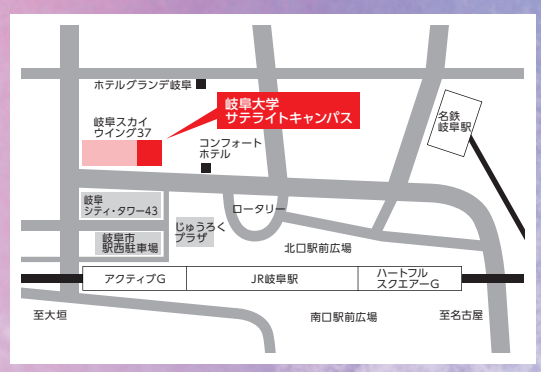 ホテルグランデ岐阜
岐阜大学
サテライトキャンパス
岐阜スカイ
ウイング37
コンフォート
ホテル
名鉄
岐阜駅
岐阜
シティ・タワー43
ロータリー
じゅうろく
プラザ
岐阜市
駅西駐車場
北口駅前広場
アクティブG
JR岐阜駅
ハートフル
スクエアーG
至大垣
南口駅前広場
至名古屋